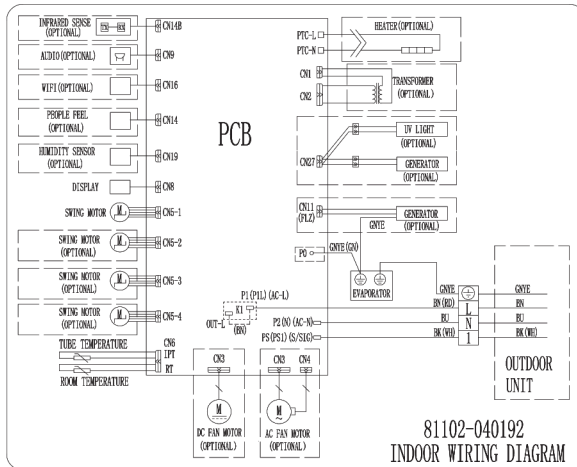 INFRARED SENSE
(OPTIONAL)
CN14B
AUDIO(OPTIONAL)
CN9
WIFI(OPTIONAL)
CN16
PEOPLE FEEL
(OPTIONAL)
CN14
HUMIDITY SENSOR
(OPTIONAL)
CN19
DISPLAY
CN8
SWING MOTOR
M
CN5-1
SWING MOTOR
(OPTIONAL)
M
CN5-2
SWING MOTOR
(OPTIONAL)
M
CN5-3
SWING MOTOR
(OPTIONAL)
M
CN5-4
TUBE TEMPERATURE
CN6
IPT
RT
ROOM TEMPERATURE
PCB
PTC-L
PTC-N
HEATER(OPTIONAL)
CN1
CN2
TRANSFORMER
(OPTIONAL)
CN27
UV LIGHT
(OPTIONAL)
GENERATOR
(OPTIONAL)
CN11
(FLZ)
GENERATOR
(OPTIONAL)
GNYE
P0
GNYE(GN)
EVAPORATOR
P1(P1L)(AC-L)
K1
OUT-L
(BN)
P2(N)(AC-N)
PS(PS1)(S/SIG)
GNYE
GNYE
BN(RD)
L
BN
BU
N
BU
BK(WH)
1
BK(WH)
OUTDOOR
UNIT
CN3
M
DC FAN MOTOR
(OPTIONAL)
CN3
CN4
M
AC FAN MOTOR
(OPTIONAL)
81102-040192
INDOOR WIRING DIAGRAM